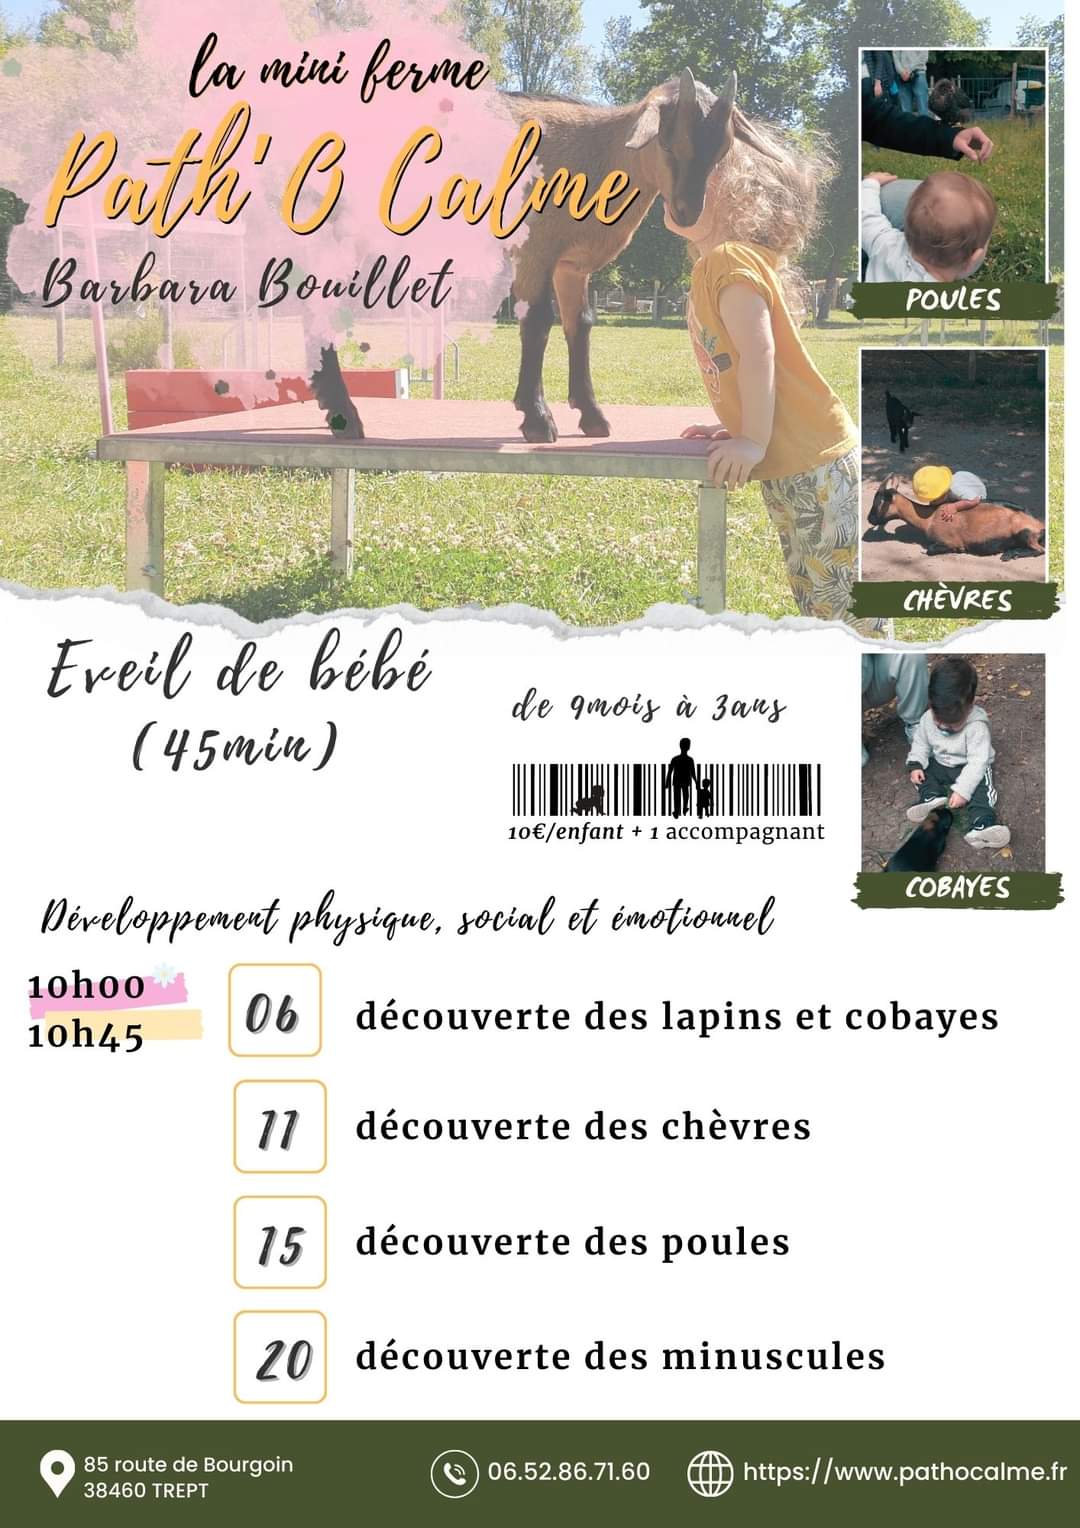 la mini ferme
Path'O Calme
Barbara Bouillet
POULES
CHÈVRES
Eveil de bébé
(45min)
de 9mois à 3ans
10€/enfant + 1 accompagnant
COBAYES
Développement physique, social et émotionnel
10h00
10h45
06 découverte des lapins et cobayes
11 découverte des chèvres
15 découverte des poules
20 découverte des minuscules
85 route de Bourgoin
38460 TREPT
06.52.86.71.60
https://www.pathocalme.fr